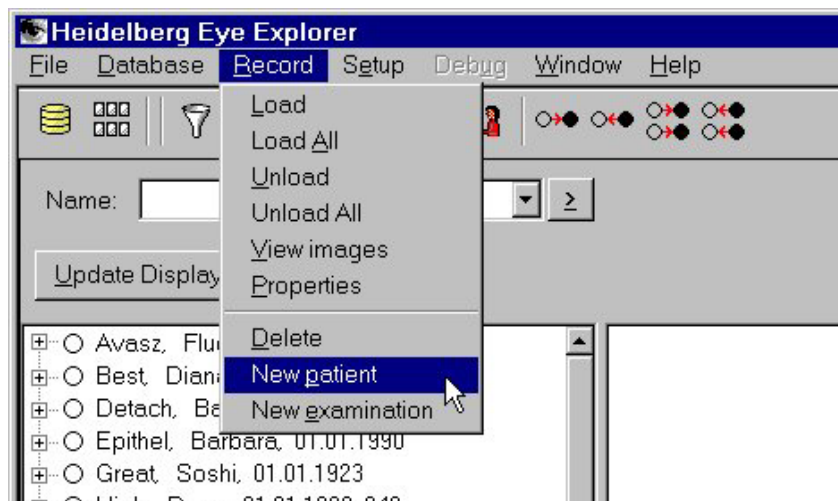 Heidelberg Eye Explorer
File Database Record Setup Debug Window Help
Load
Load All
Unload
Unload All
View images
Properties
Delete
New patient
New examination
Name: >
Update Display
Avasz, Flu
Best, Dian
Detach, Ba
Epithel, Barbara, 01.01.1990
Great, Soshi, 01.01.1923